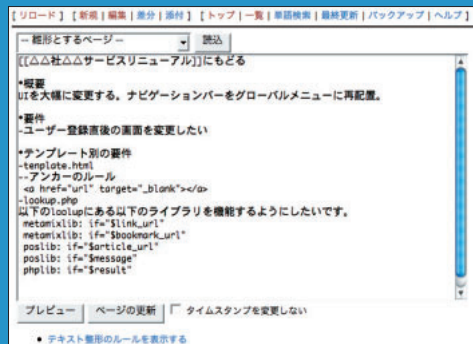 [ リロード ] [ 新規 | 編集 | 差分 | 添付 ] [ トップ | 一覧 | 単語検索 | 最終更新 | バックアップ | ヘルプ ]
-- 雛形とするページ -- 読込
[[△△社△△サービスリニューアル]]にもどる
*概要
UIを大幅に変更する。ナビゲーションバーをグローバルメニューに再配置。
*要件
-ユーザー登録直後の画面を変更したい
*テンプレート別の要件
-tenplate.html
--アンカーのルール
<a href="url" target="_blank"></a>
-lookup.php
以下のloolupにある以下のライブラリを機能するようにしたいです。
metamixlib: if="$link_url"
metamixlib: if="$bookmark_url"
poslib: if="$article_url"
poslib: if="$message"
phplib: if="$result"
プレビュー ページの更新 タイムスタンプを変更しない
• テキスト整形のルールを表示する